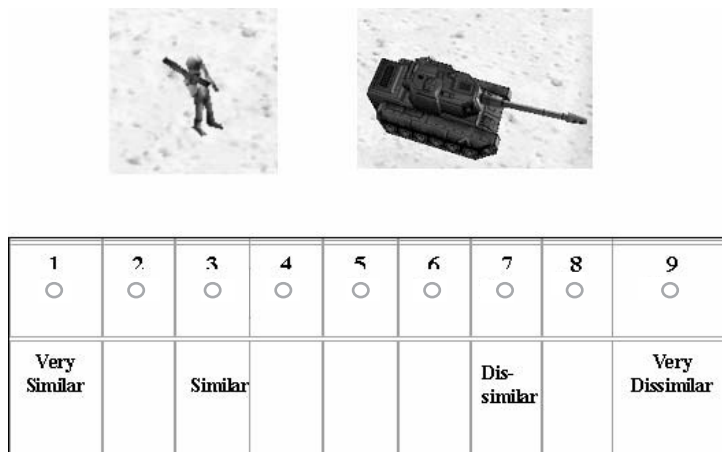 1 2 3 4 5 6 7 8 9
Very Similar
Similar
Dis-
similar
Very Dissimilar